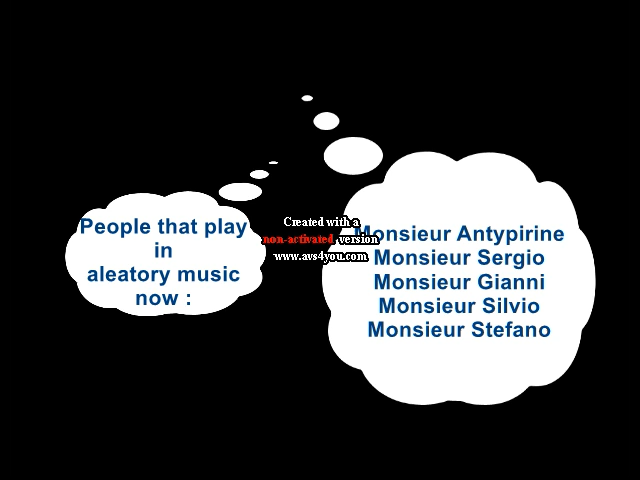 People that play
in
aleatory music
now :
Created with a
non-activated version
www.avs4you.com
Monsieur Antypirine
Monsieur Sergio
Monsieur Gianni
Monsieur Silvio
Monsieur Stefano